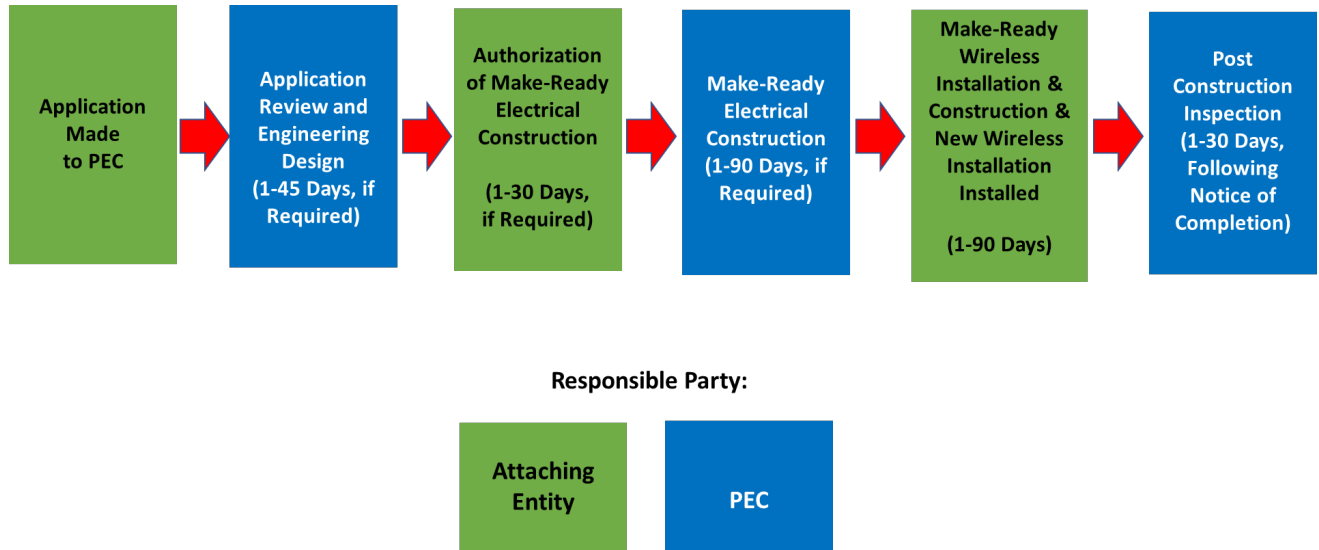 Application
Made
to PEC
Application
Review and
Engineering
Design
(1-45 Days, if
Required)
Authorization
of Make-Ready
Electrical
Construction
(1-30 Days,
if Required)
Make-Ready
Electrical
Construction
(1-90 Days, if
Required)
Make-Ready
Wireless
Installation &
Construction &
New Wireless
Installation
Installed
(1-90 Days)
Post
Construction
Inspection
(1-30 Days,
Following
Notice of
Completion)
Responsible Party:
Attaching
Entity
PEC